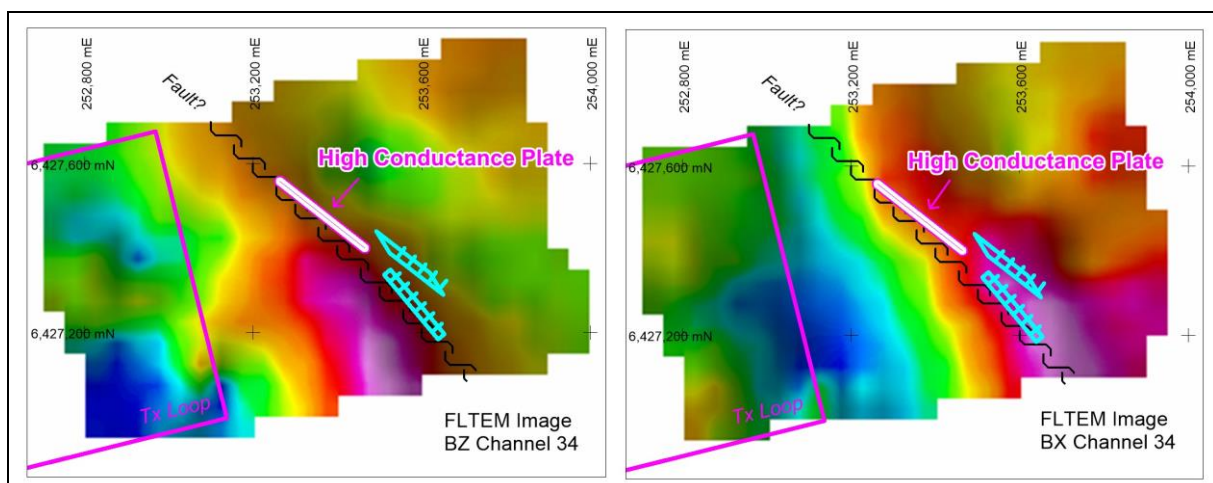 252,800 mE
253,200 mE
253,600 mE
254,000 mE
Fault?
High Conductance Plate
6,427,600 mN
6,427,200 mN
Tx Loop
FLTEM Image
BZ Channel 34
252,800 mE
253,200 mE
253,600 mE
254,000 mE
Fault?
High Conductance Plate
6,427,600 mN
6,427,200 mN
Tx Loop
FLTEM Image
BX Channel 34